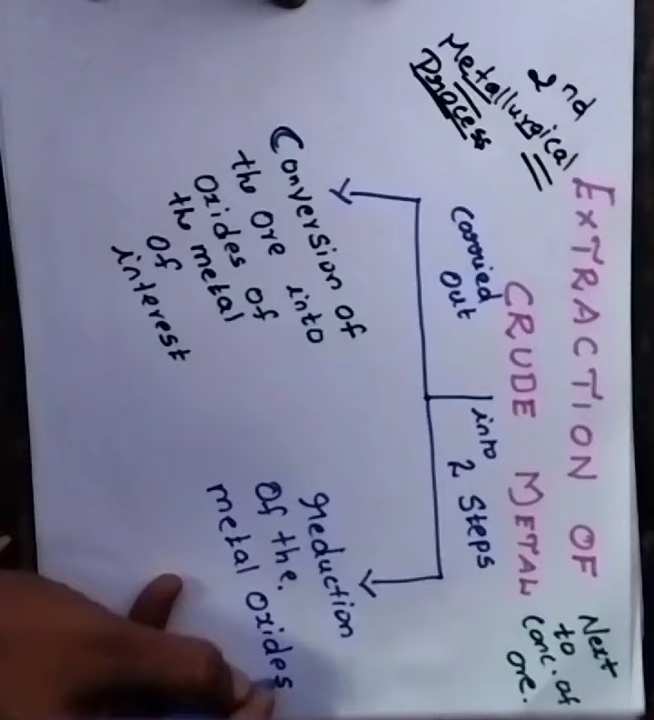 2nd
Metallurgical
Process
EXTRACTION OF
CRUDE METAL
Next
to
Conc. of
ore.
Carried
out
into
2 Steps
Conversion of
the ore into
Oxides of
the metal
of
interest
reduction
Of the.
metal oxides